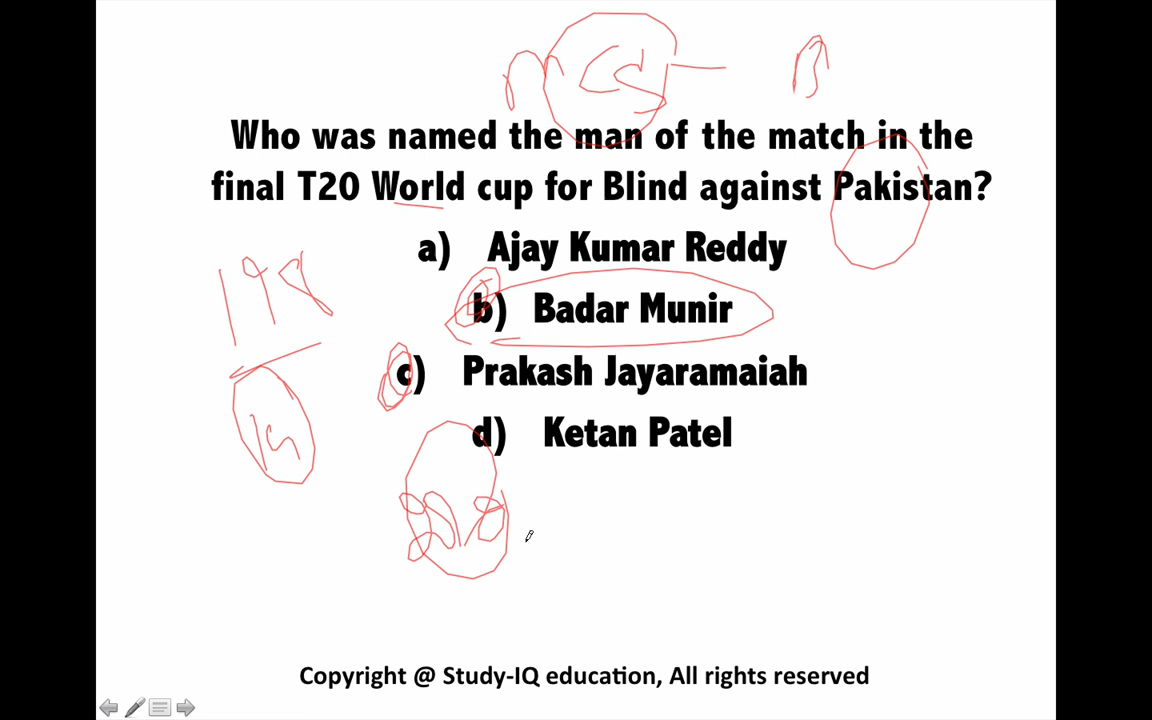 Who was named the man of the match in the
final T20 World cup for Blind against Pakistan?
a) Ajay Kumar Reddy
b) Badar Munir
c) Prakash Jayaramaiah
d) Ketan Patel
Copyright @ Study-IQ education, All rights reserved